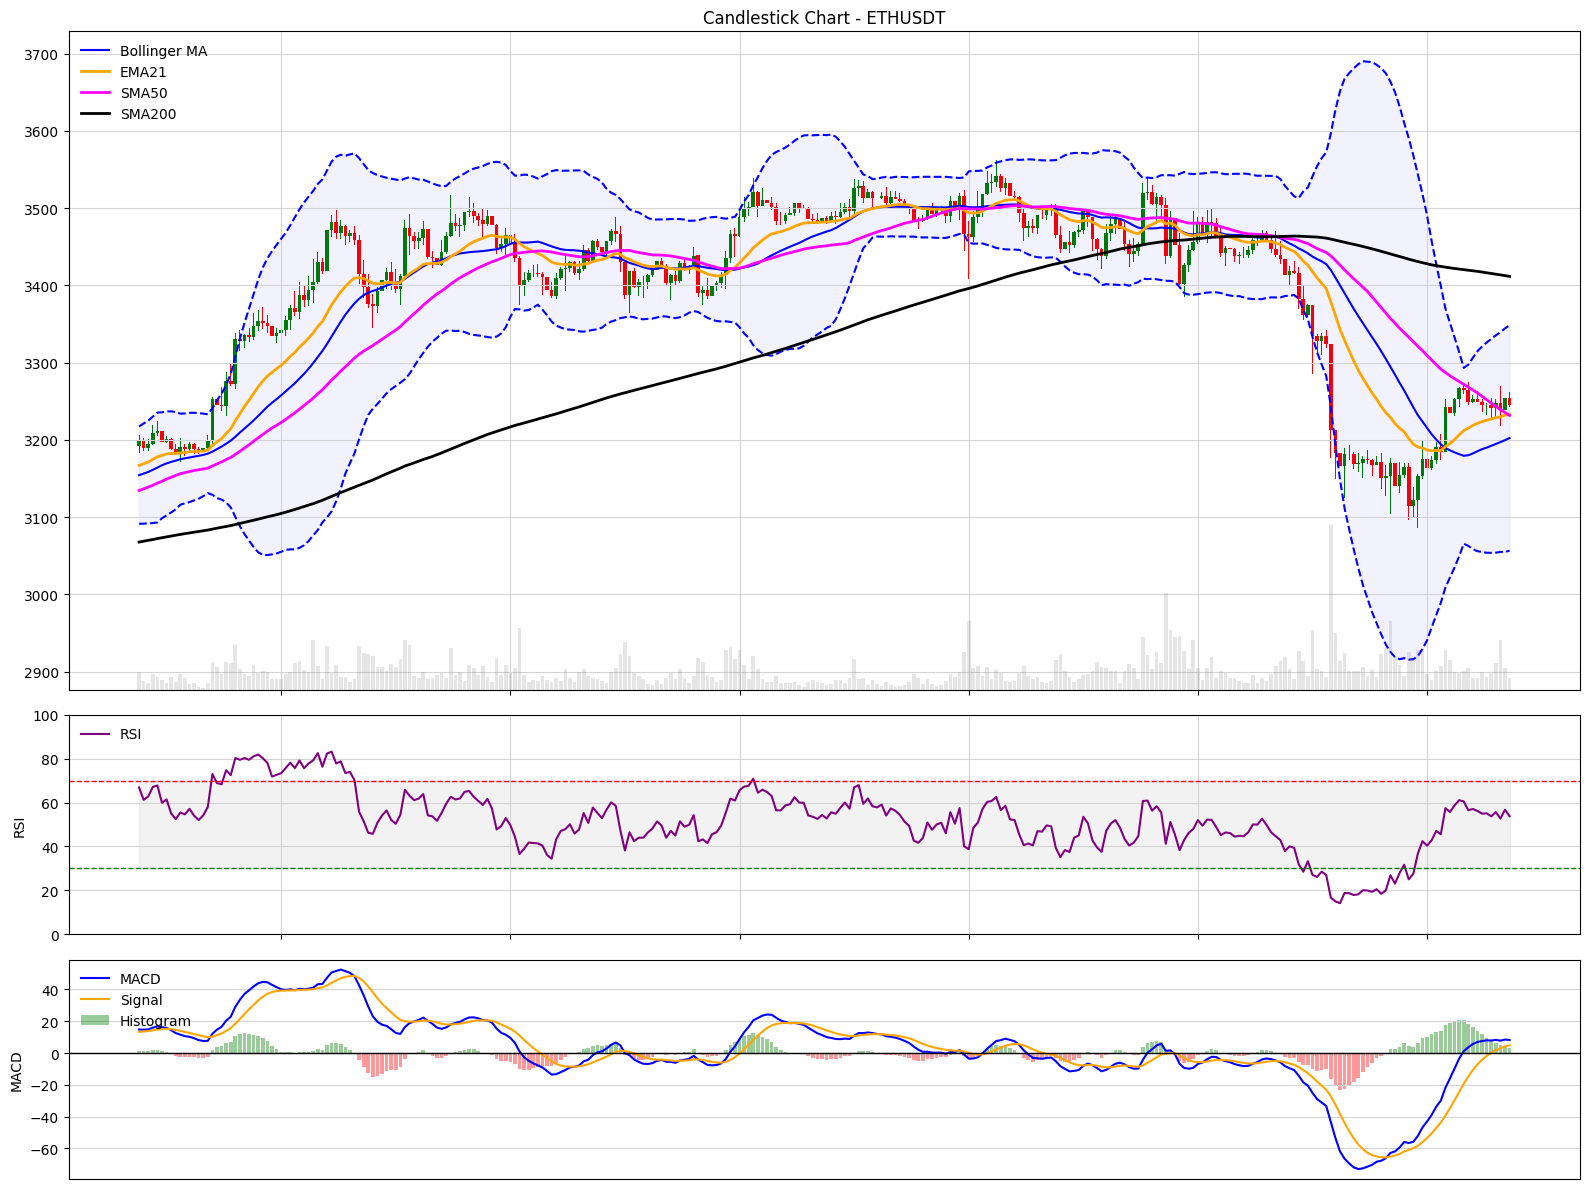 Candlestick Chart - ETHUSDT
Bollinger MA
EMA21
SMA50
SMA200
3700
3600
3500
3400
3300
3200
3100
3000
2900
RSI
RSI
100
80
60
40
20
0
MACD
Signal
Histogram
MACD
40
20
0
−20
−40
−60